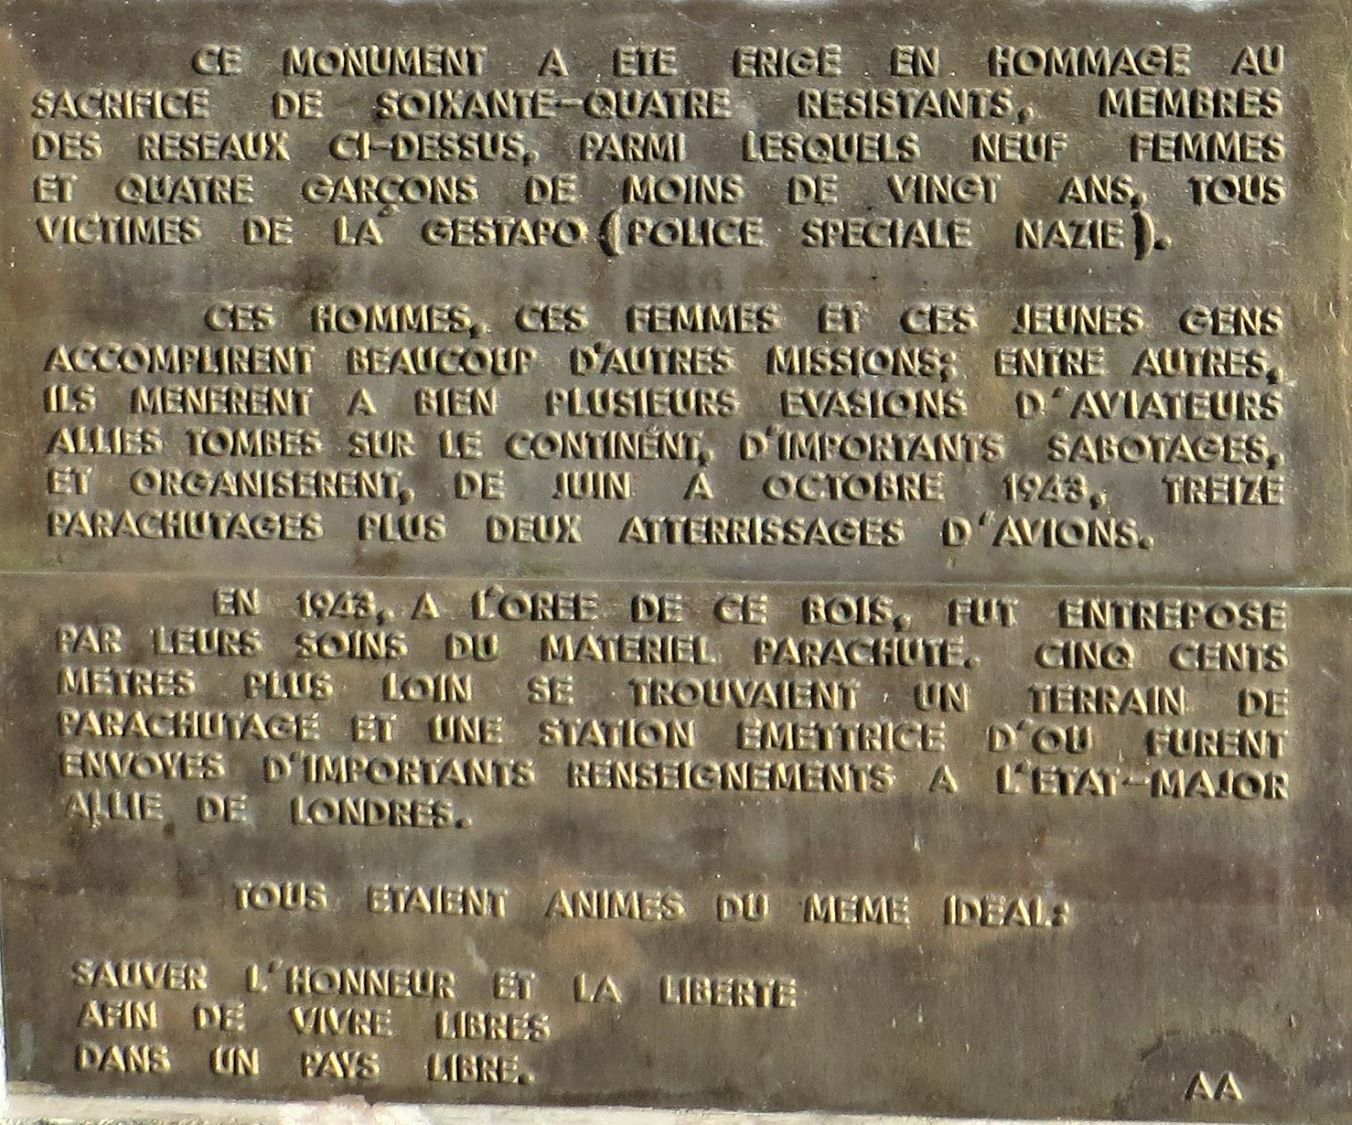 CE MONUMENT A ETE ERIGE EN HOMMAGE AU
SACRIFICE DE SOIXANTE-QUATRE RESISTANTS, MEMBRES
DES RESEAUX CI-DESSUS, PARMI LESQUELS NEUF FEMMES
ET QUATRE GARÇONS DE MOINS DE VINGT ANS, TOUS
VICTIMES DE LA GESTAPO (POLICE SPECIALE NAZIE).
CES HOMMES, CES FEMMES ET CES JEUNES GENS
ACCOMPLIRENT BEAUCOUP D'AUTRES MISSIONS; ENTRE AUTRES,
ILS MENERENT A BIEN PLUSIEURS EVASIONS D'AVIATEURS
ALLIES TOMBES SUR LE CONTINENT, D'IMPORTANTS SABOTAGES,
ET ORGANISERENT, DE JUIN A OCTOBRE 1943, TREIZE
PARACHUTAGES PLUS DEUX ATTERRISSAGES D'AVIONS.
EN 1943, A L'OREE DE CE BOIS, FUT ENTREPOSE
PAR LEURS SOINS DU MATERIEL PARACHUTE. CINQ CENTS
METRES PLUS LOIN SE TROUVAIENT UN TERRAIN DE
PARACHUTAGE ET UNE STATION EMETTRICE D'OU FURENT
ENVOYES D'IMPORTANTS RENSEIGNEMENTS A L'ETAT-MAJOR
ALLIE DE LONDRES.
TOUS ETAIENT ANIMES DU MEME IDEAL:
SAUVER L'HONNEUR ET LA LIBERTE
AFIN DE VIVRE LIBRES
DANS UN PAYS LIBRE.
AA